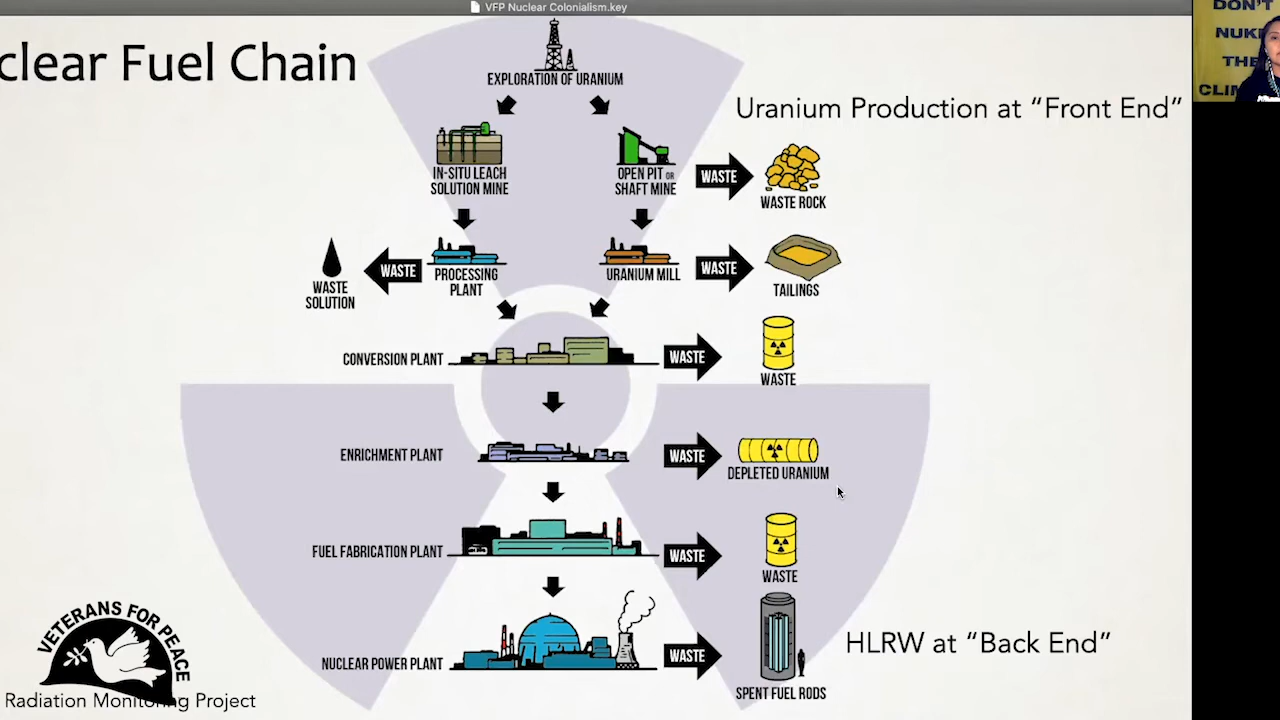 VFP Nuclear Colonialism.key
DON'T
NUKE
THE
clear Fuel Chain
EXPLORATION OF URANIUM
Uranium Production at “Front End”
IN-SITU LEACH
SOLUTION MINE
OPEN PIT OR
SHAFT MINE
WASTE
WASTE ROCK
WASTE
WASTE
SOLUTION
PROCESSING
PLANT
URANIUM MILL
WASTE
TAILINGS
CONVERSION PLANT
WASTE
WASTE
ENRICHMENT PLANT
WASTE
DEPLETED URANIUM
FUEL FABRICATION PLANT
WASTE
WASTE
NUCLEAR POWER PLANT
WASTE
SPENT FUEL RODS
HLRW at “Back End”
VETERANS FOR PEACE
Radiation Monitoring Project